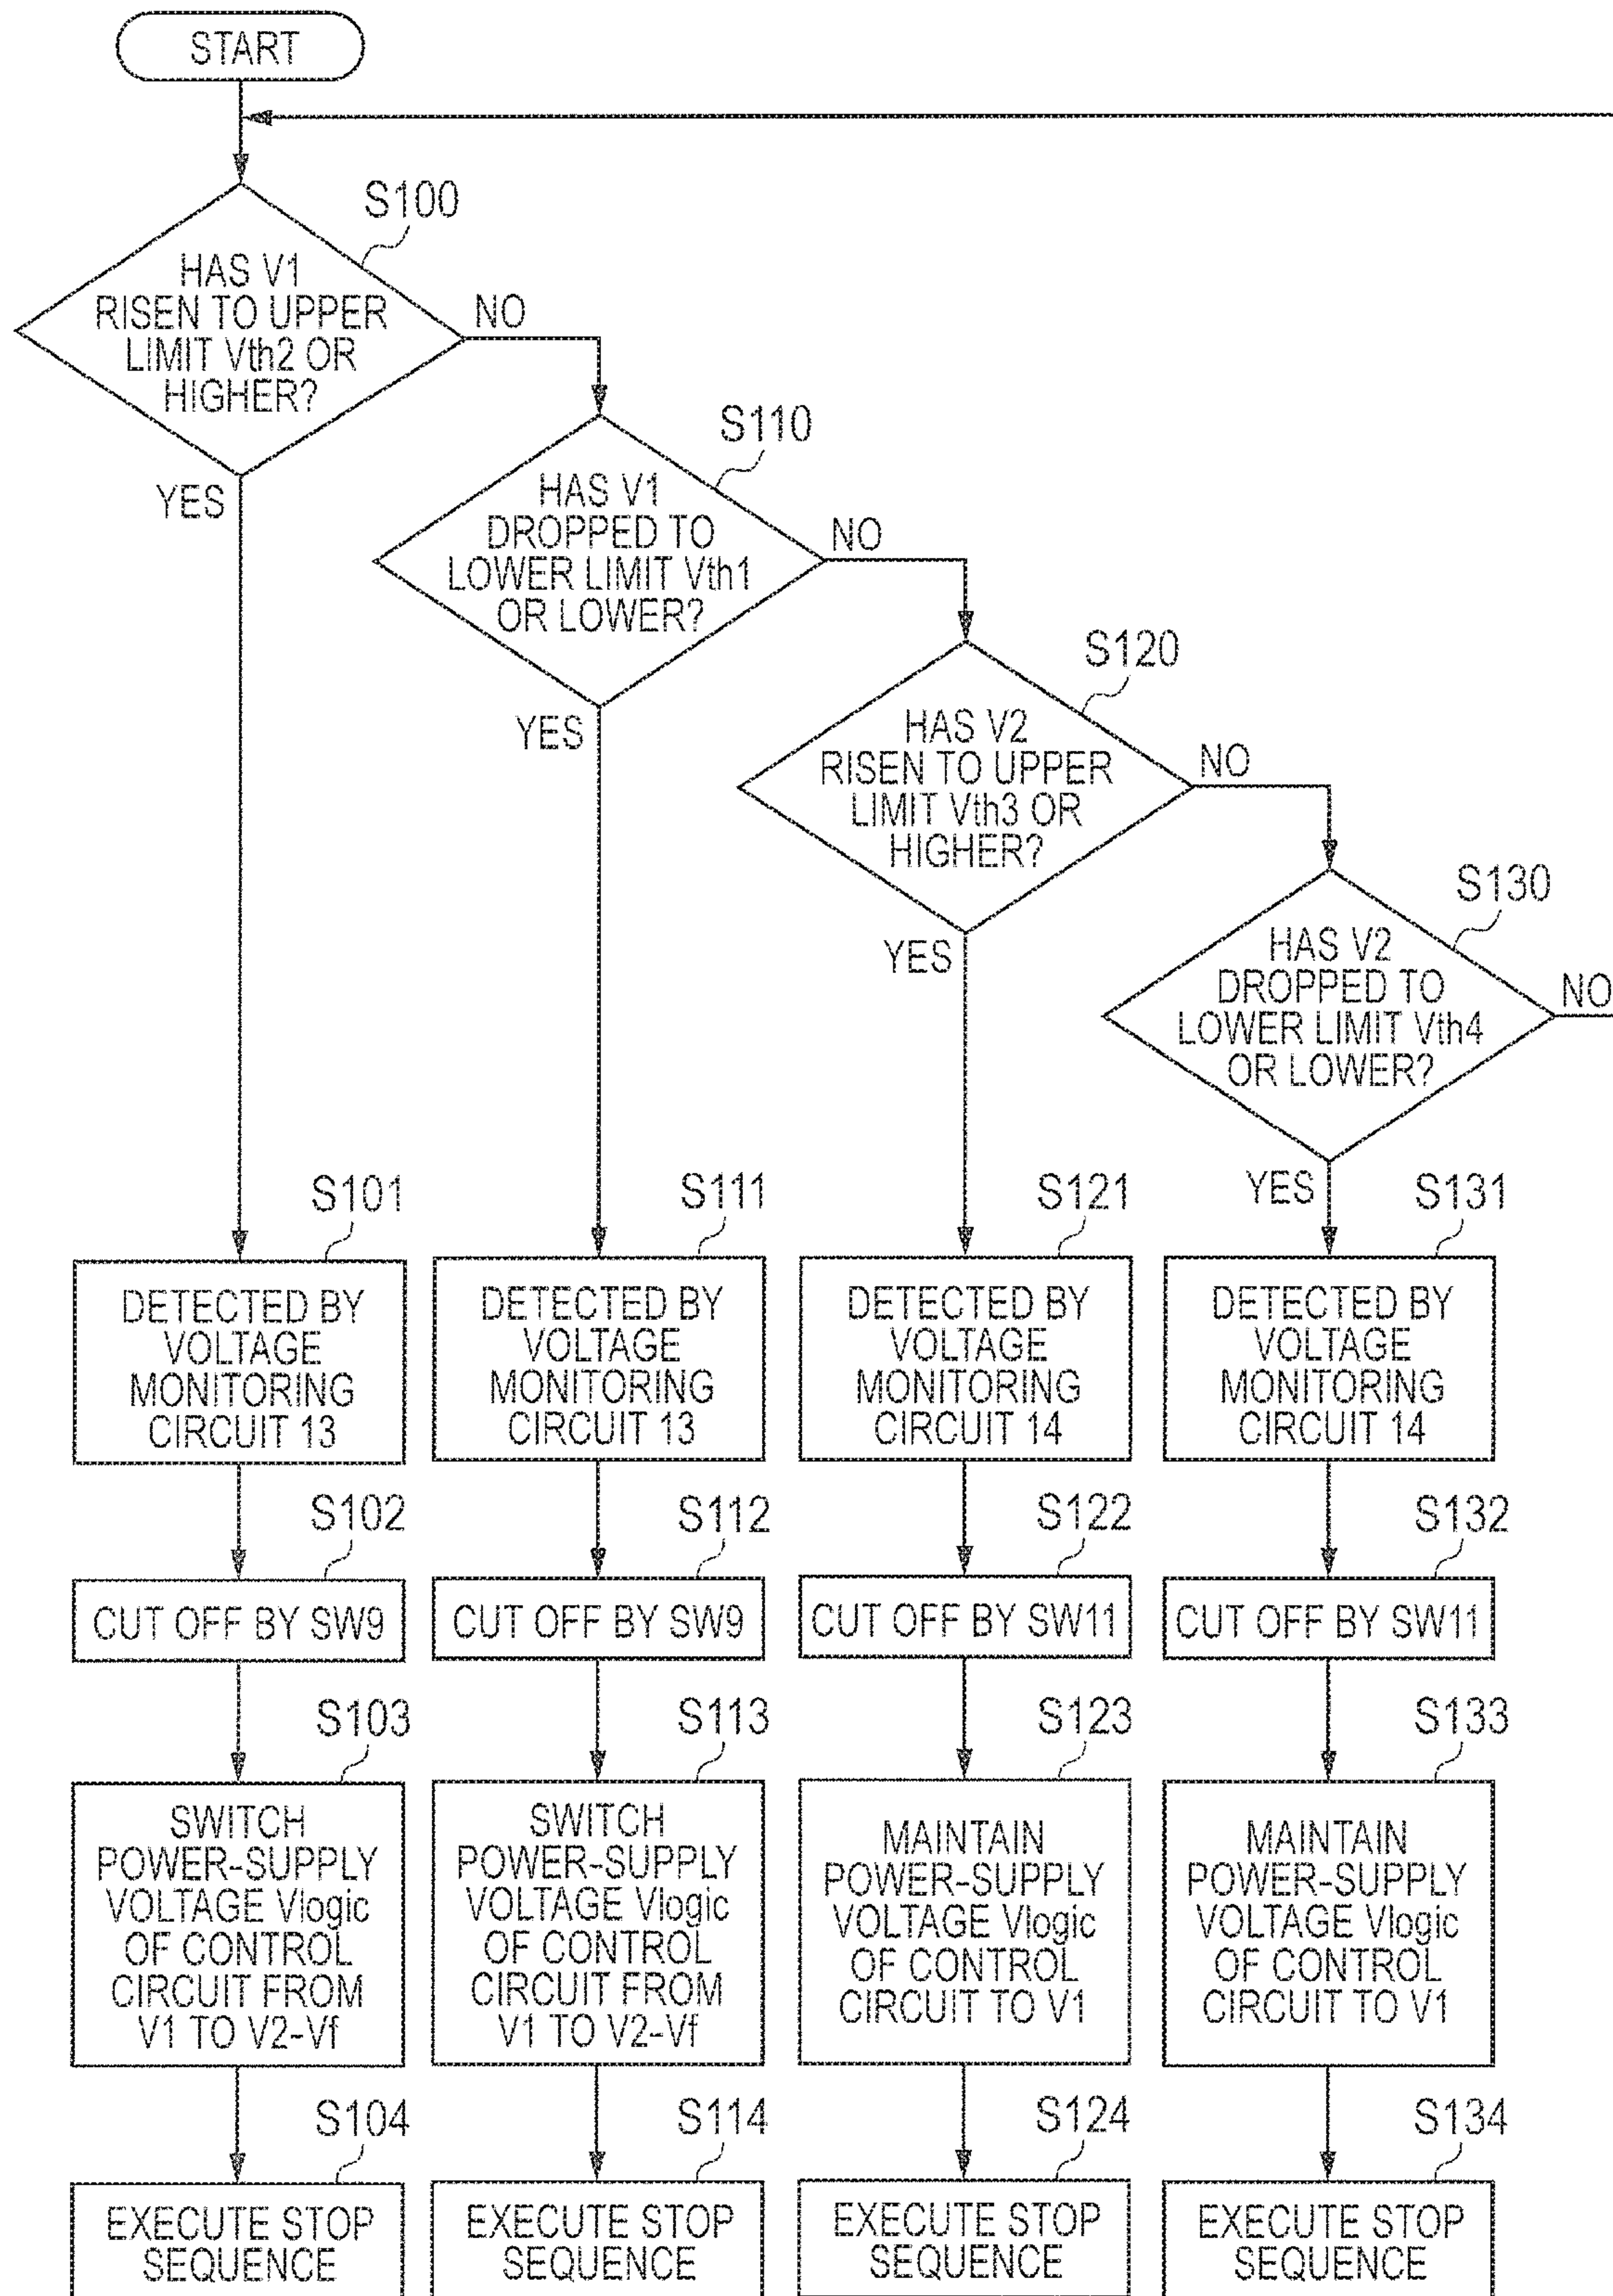 START
S100
HAS V1
RISEN TO UPPER
LIMIT Vth2 OR
HIGHER?
NO
YES
S110
HAS V1
DROPPED TO
LOWER LIMIT Vth1
OR LOWER?
NO
YES
S120
HAS V2
RISEN TO UPPER
LIMIT Vth3 OR
HIGHER?
NO
YES
S130
HAS V2
DROPPED TO
LOWER LIMIT Vth4
OR LOWER?
NO
YES
S101
DETECTED BY
VOLTAGE
MONITORING
CIRCUIT 13
S111
DETECTED BY
VOLTAGE
MONITORING
CIRCUIT 13
S121
DETECTED BY
VOLTAGE
MONITORING
CIRCUIT 14
S131
DETECTED BY
VOLTAGE
MONITORING
CIRCUIT 14
S102
CUT OFF BY SW9
S112
CUT OFF BY SW9
S122
CUT OFF BY SW11
S132
CUT OFF BY SW11
S103
SWITCH
POWER-SUPPLY
VOLTAGE Vlogic
OF CONTROL
CIRCUIT FROM
V1 TO V2-Vf
S113
SWITCH
POWER-SUPPLY
VOLTAGE Vlogic
OF CONTROL
CIRCUIT FROM
V1 TO V2-Vf
S123
MAINTAIN
POWER-SUPPLY
VOLTAGE Vlogic
OF CONTROL
CIRCUIT TO V1
S133
MAINTAIN
POWER-SUPPLY
VOLTAGE Vlogic
OF CONTROL
CIRCUIT TO V1
S104
EXECUTE STOP
SEQUENCE
S114
EXECUTE STOP
SEQUENCE
S124
EXECUTE STOP
SEQUENCE
S134
EXECUTE STOP
SEQUENCE